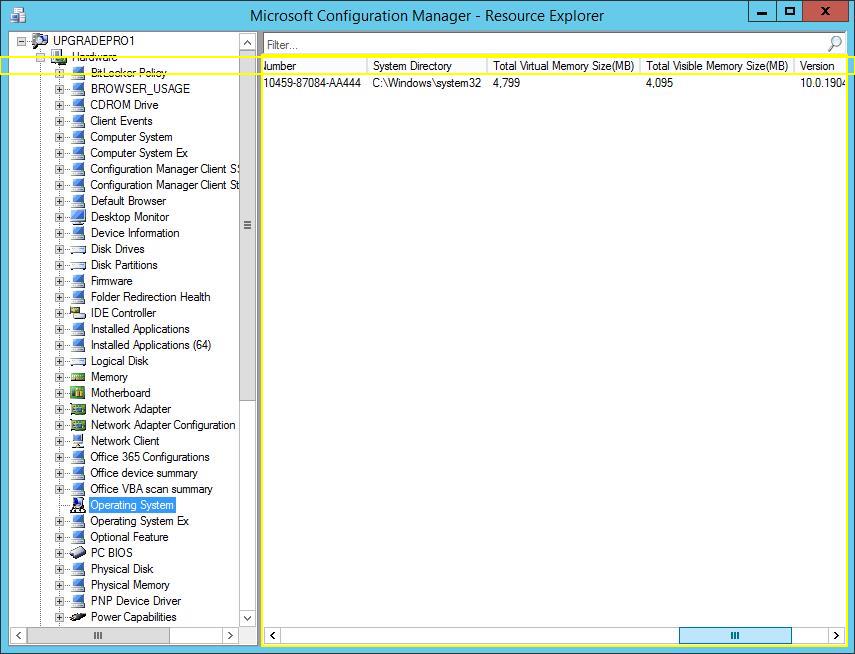 Microsoft Configuration Manager - Resource Explorer
UPGRADEPRO1
Hardware
BitLocker Policy
BROWSER_USAGE
CDROM Drive
Client Events
Computer System
Computer System Ex
Configuration Manager Client S
Configuration Manager Client St
Default Browser
Desktop Monitor
Device Information
Disk Drives
Disk Partitions
Firmware
Folder Redirection Health
IDE Controller
Installed Applications
Installed Applications (64)
Logical Disk
Memory
Motherboard
Network Adapter
Network Adapter Configuration
Network Client
Office 365 Configurations
Office device summary
Office VBA scan summary
Operating System
Operating System Ex
Optional Feature
PC BIOS
Physical Disk
Physical Memory
PNP Device Driver
Power Capabilities
Filter...
Number System Directory Total Virtual Memory Size(MB) Total Visible Memory Size(MB) Version
10459-87084-AA444 C:\Windows\system32 4,799 4,095 10.0.1904